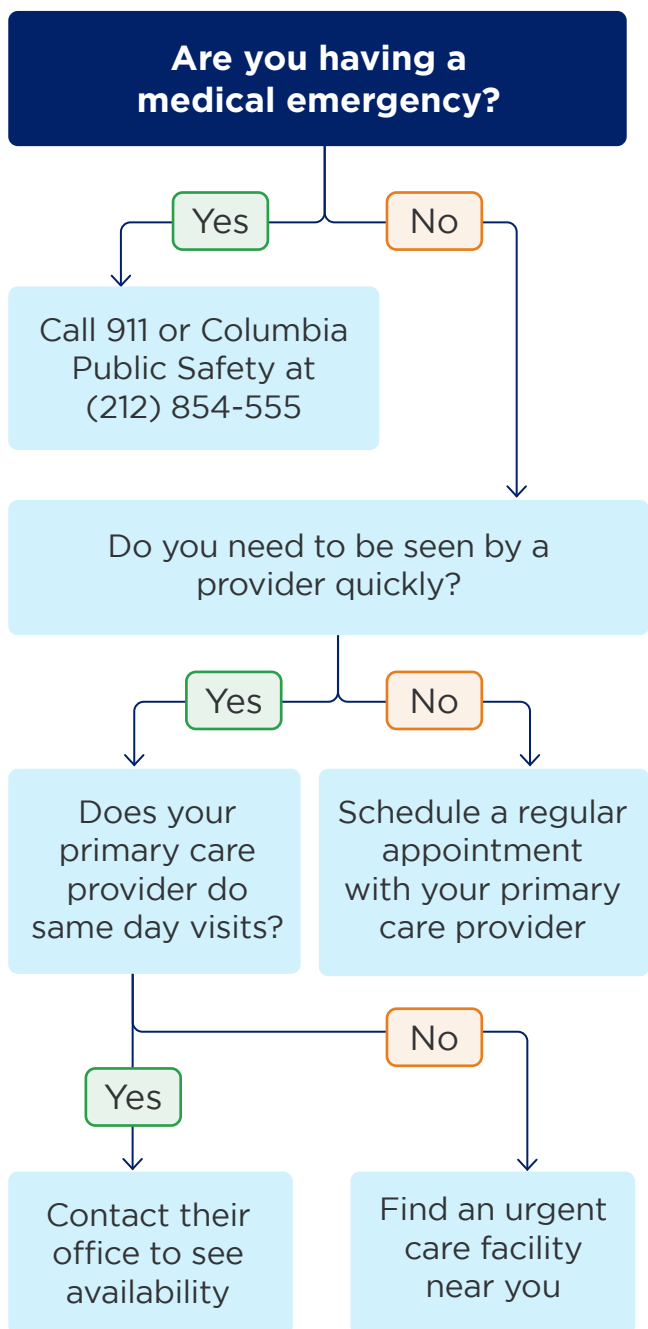 Are you having a
medical emergency?
Yes
No
Call 911 or Columbia
Public Safety at
(212) 854-555
Do you need to be seen by a
provider quickly?
Yes
No
Does your
primary care
provider do
same day visits?
Schedule a regular
appointment
with your primary
care provider
No
Yes
Contact their
office to see
availability
Find an urgent
care facility
near you